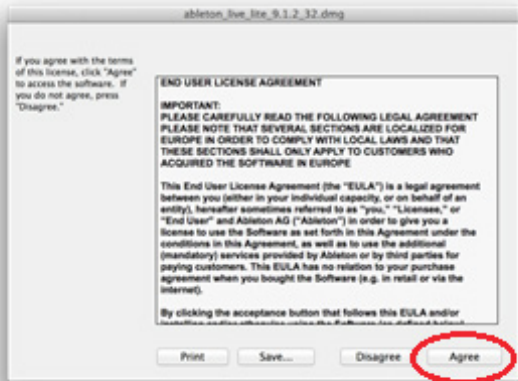 ableton_live_lite_9.1.2_32.dmg
If you agree with the terms
of this license, click "Agree"
to access the software. If
you do not agree, press
"Disagree."
END USER LICENSE AGREEMENT
IMPORTANT:
PLEASE CAREFULLY READ THE FOLLOWING LEGAL AGREEMENT
PLEASE NOTE THAT SEVERAL SECTIONS ARE LOCALIZED FOR
EUROPE IN ORDER TO COMPLY WITH LOCAL LAWS AND THAT
THESE SECTIONS SHALL ONLY APPLY TO CUSTOMERS WHO
ACQUIRED THE SOFTWARE IN EUROPE
This End User License Agreement (the "EULA") is a legal agreement
between you (either in your individual capacity, or on behalf of an
entity), hereafter sometimes referred to as "you," "Licensee," or
"End User" and Ableton AG ("Ableton") in order to give you a
license to use the Software as set forth in this Agreement under the
conditions in this Agreement, as well as to use the additional
(mandatory) services provided by Ableton or by third parties for
paying customers. This EULA has no relation to your purchase
agreement when you bought the Software (e.g. in retail or via the
internet).
By clicking the acceptance button that follows this EULA and/or
Print Save... Disagree Agree